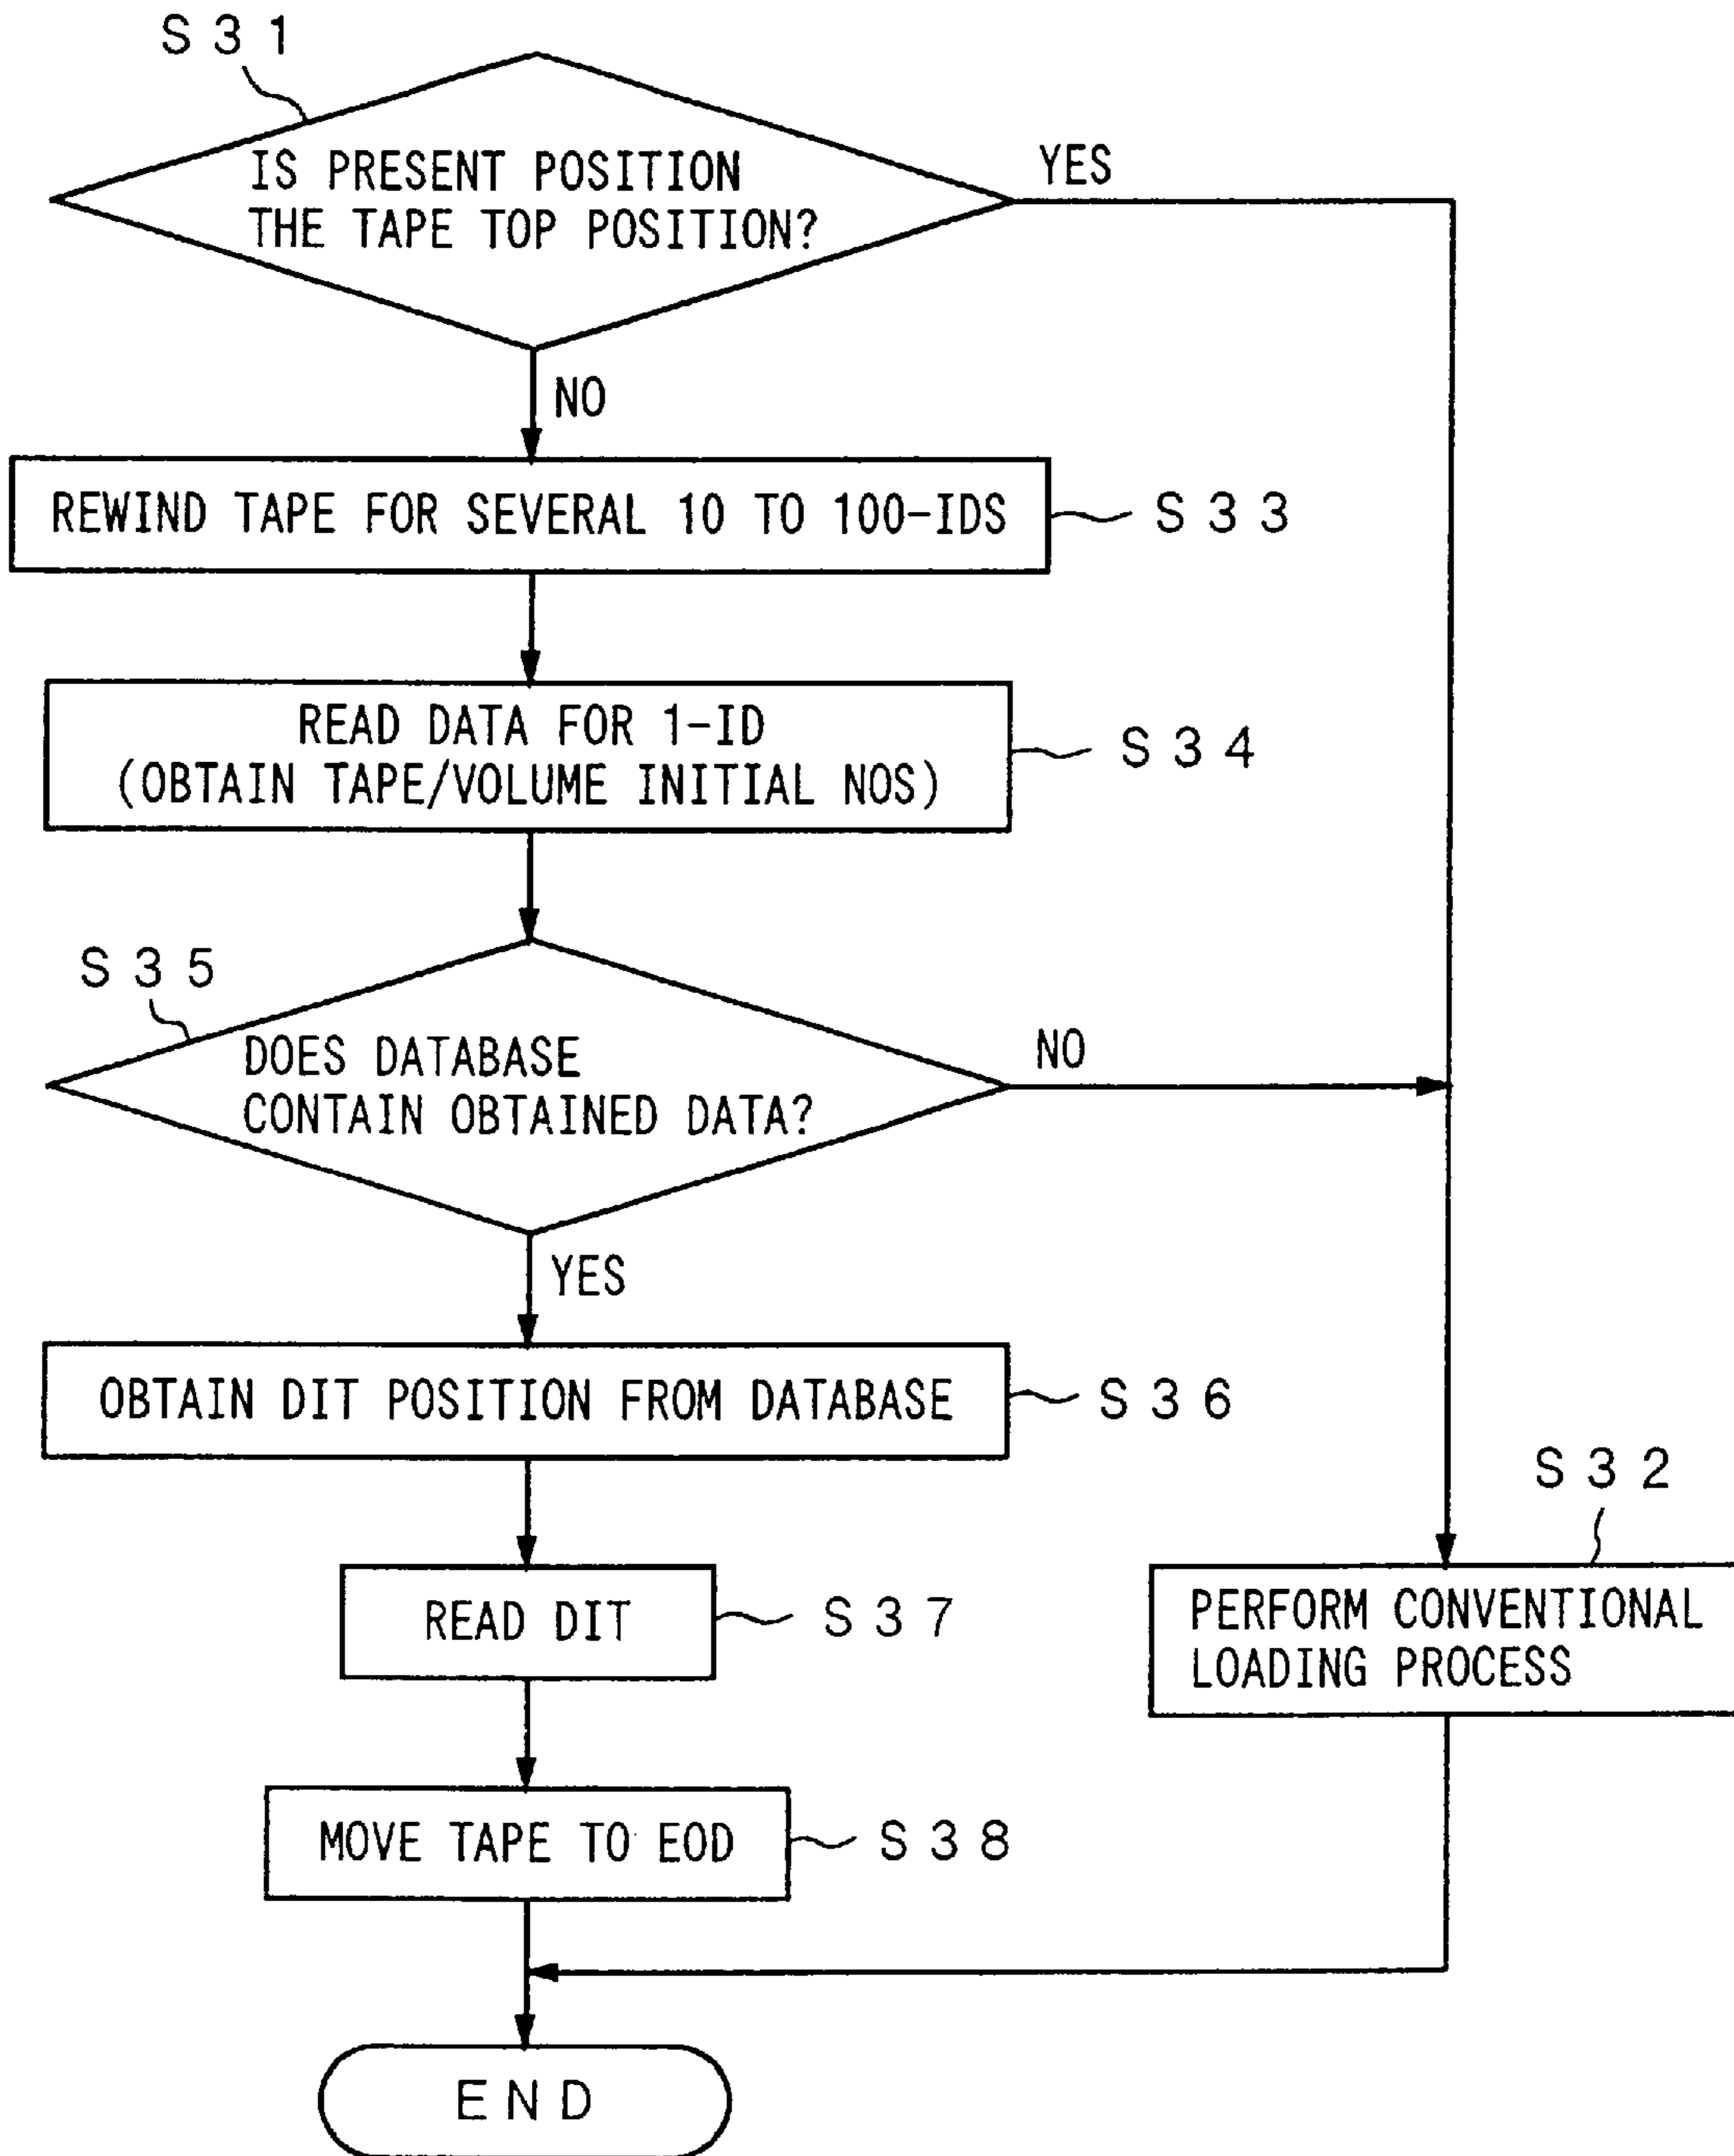 S31
IS PRESENT POSITION
THE TAPE TOP POSITION?
YES
NO
REWIND TAPE FOR SEVERAL 10 TO 100-IDS
S33
READ DATA FOR 1-ID
(OBTAIN TAPE/VOLUME INITIAL NOS)
S34
S35
DOES DATABASE
CONTAIN OBTAINED DATA?
NO
YES
OBTAIN DIT POSITION FROM DATABASE
S36
S32
PERFORM CONVENTIONAL
LOADING PROCESS
READ DIT
S37
MOVE TAPE TO EOD
S38
END